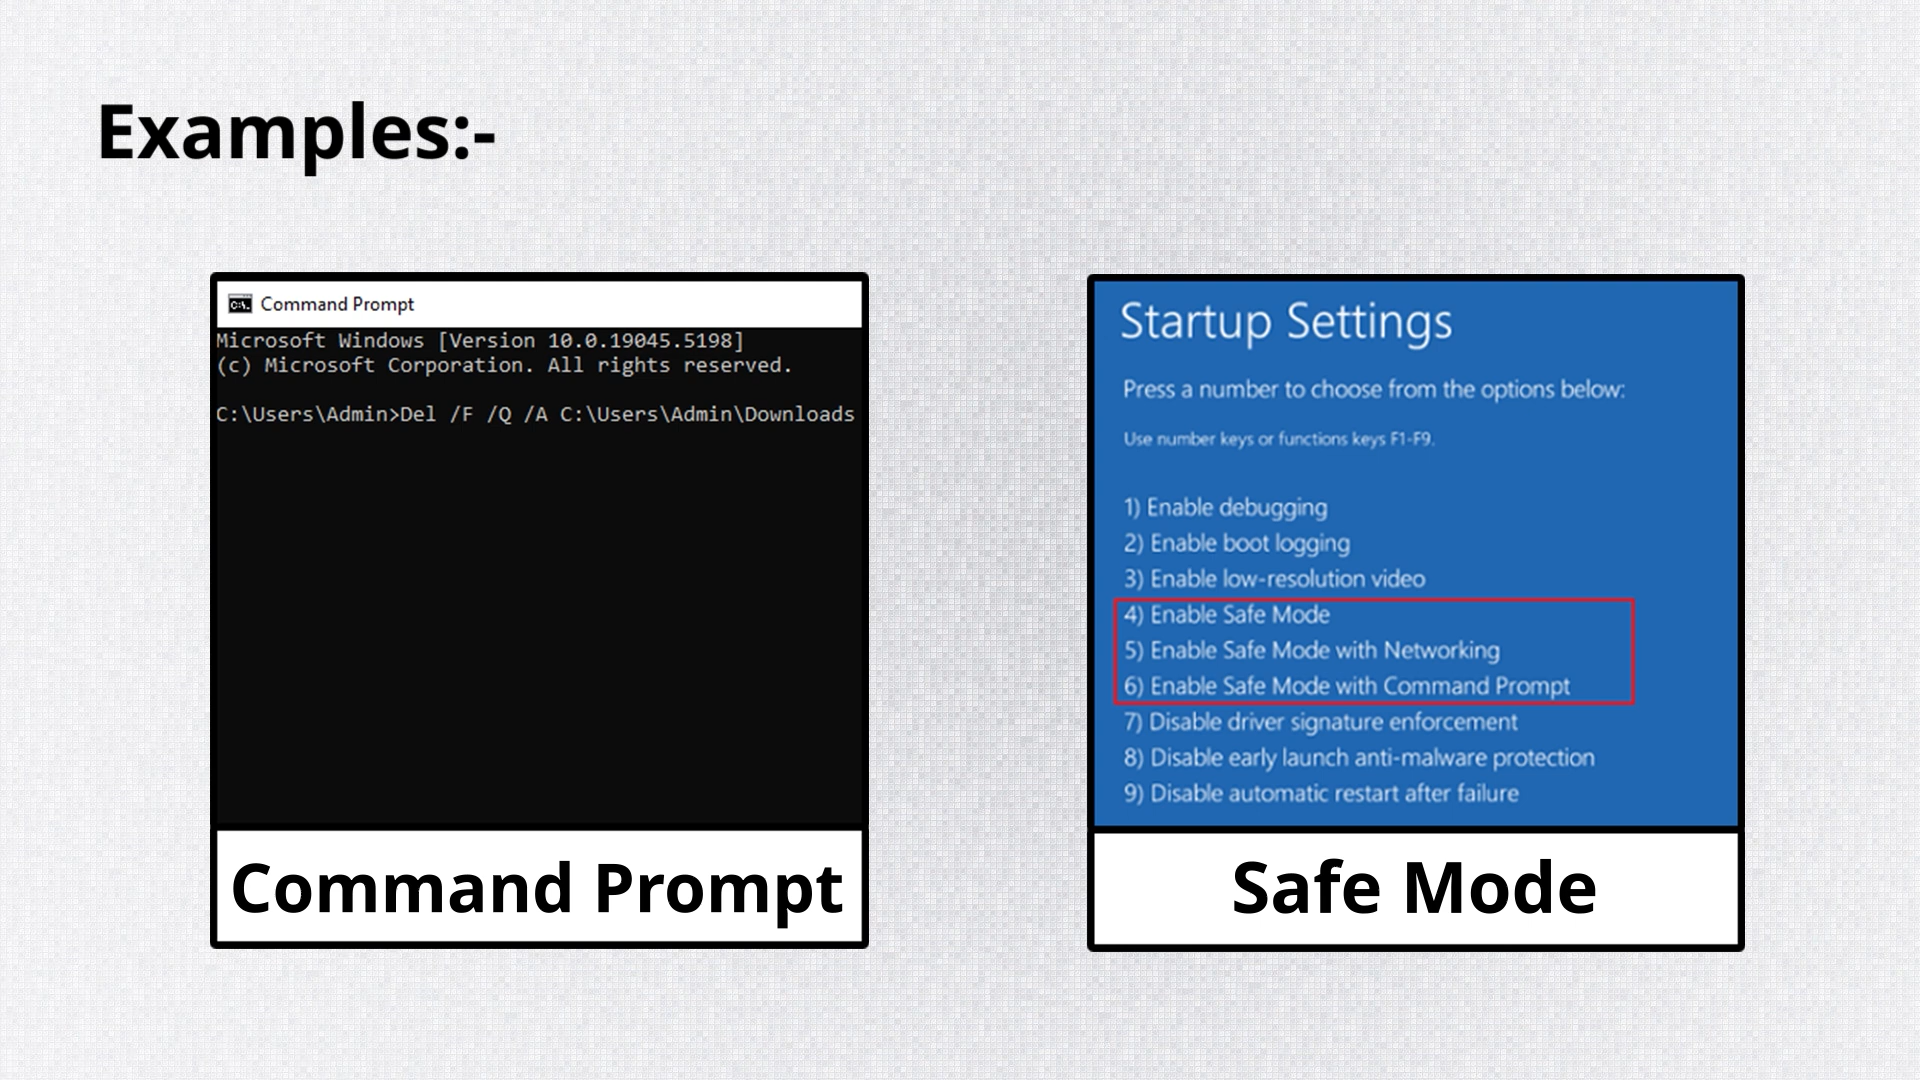 Examples:-
Command Prompt
Microsoft Windows [Version 10.0.19045.5198]
(c) Microsoft Corporation. All rights reserved.
C:\Users\Admin>Del /F /Q /A C:\Users\Admin\Downloads
Command Prompt
Startup Settings
Press a number to choose from the options below:
Use number keys or functions keys F1-F9.
1) Enable debugging
2) Enable boot logging
3) Enable low-resolution video
4) Enable Safe Mode
5) Enable Safe Mode with Networking
6) Enable Safe Mode with Command Prompt
7) Disable driver signature enforcement
8) Disable early launch anti-malware protection
9) Disable automatic restart after failure
Safe Mode